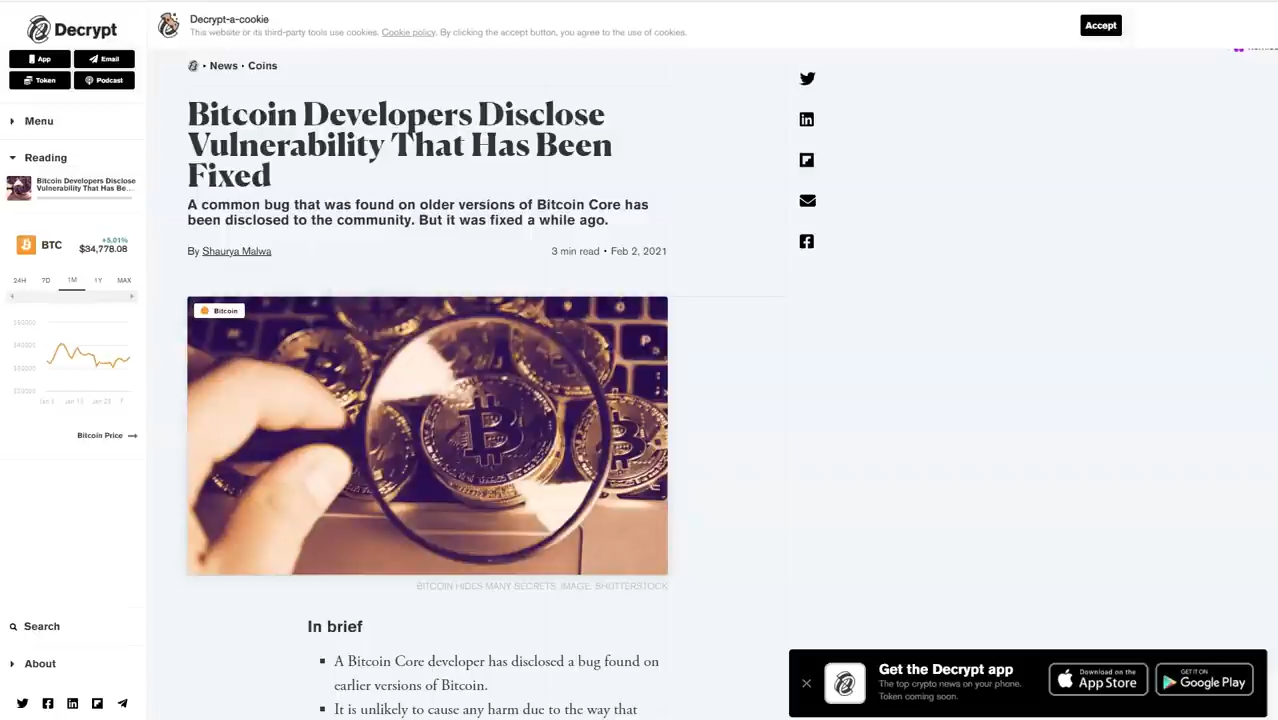 Decrypt
App
Email
Token
Podcast
Menu
Reading
Bitcoin Developers Disclose
Vulnerability That Has Be...
BTC
+5.01%
$34,778.08
24H 7D 1M 1Y MAX
Bitcoin Price
Search
About
Decrypt-a-cookie
This website or its third-party tools use cookies. Cookie policy. By clicking the accept button, you agree to the use of cookies.
Accept
• News • Coins
Bitcoin Developers Disclose
Vulnerability That Has Been
Fixed
A common bug that was found on older versions of Bitcoin Core has
been disclosed to the community. But it was fixed a while ago.
By Shaurya Malwa
3 min read • Feb 2, 2021
Bitcoin
BITCOIN HIDES MANY SECRETS. IMAGE: SHUTTERSTOCK
In brief
A Bitcoin Core developer has disclosed a bug found on
earlier versions of Bitcoin.
It is unlikely to cause any harm due to the way that
Get the Decrypt app
The top crypto news on your phone.
Token coming soon.
Download on the
App Store
GET IT ON
Google Play